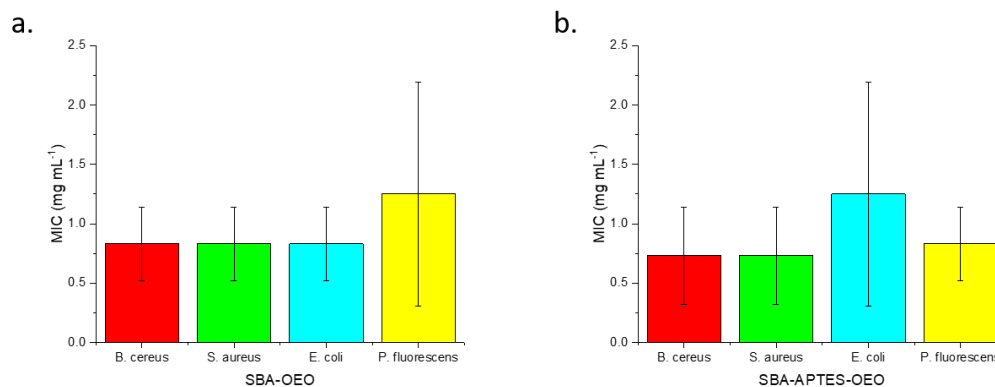 a.
2.5
2.0
1.5
1.0
0.5
0.0
MIC (mg mL⁻¹)
B. cereus S. aureus E. coli P. fluorescens
SBA-OEO
b.
2.5
2.0
1.5
1.0
0.5
0.0
MIC (mg mL⁻¹)
B. cereus S. aureus E. coli P. fluorescens
SBA-APTES-OEO